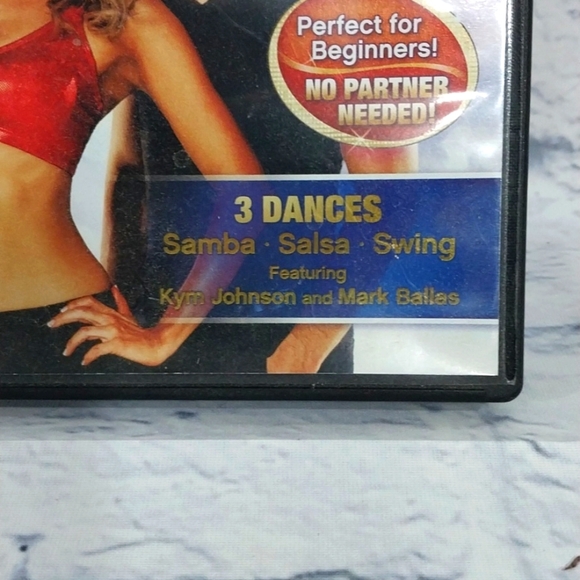 Perfect for
Beginners!
NO PARTNER
NEEDED!
3 DANCES
Samba · Salsa · Swing
Featuring
Kym Johnson and Mark Ballas